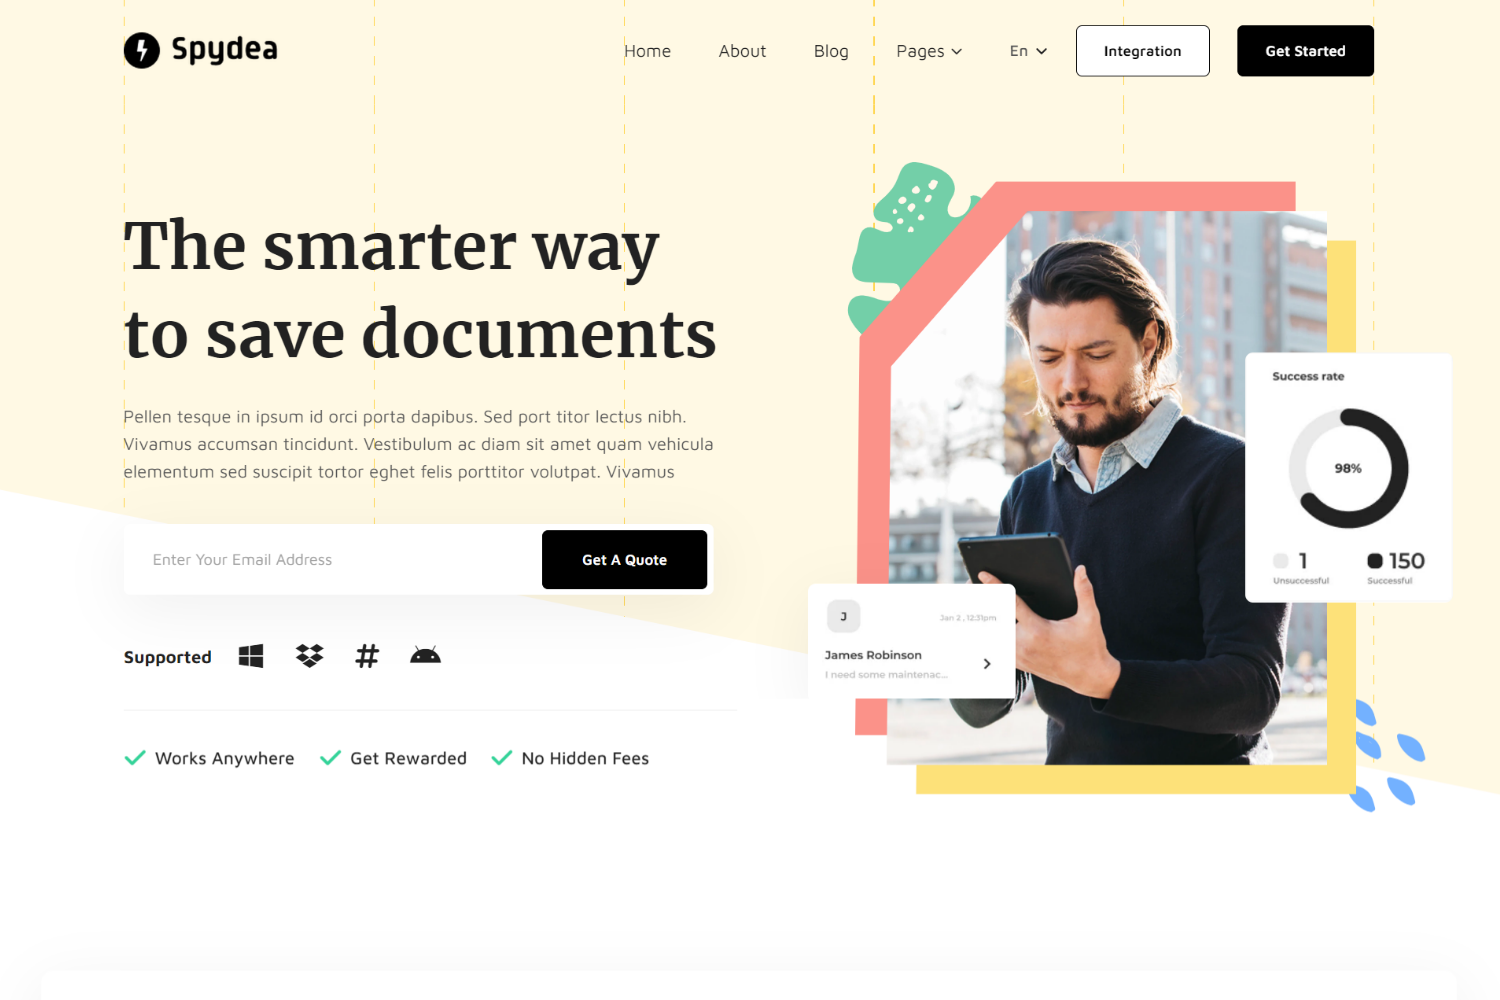 Spydea
Home
About
Blog
Pages
En
Integration
Get Started
The smarter way
to save documents
Pellen tesque in ipsum id orci porta dapibus. Sed port titor lectus nibh.
Vivamus accumsan tincidunt. Vestibulum ac diam sit amet quam vehicula
elementum sed suscipit tortor eghet felis porttitor volutpat. Vivamus
Enter Your Email Address
Get A Quote
Supported
Works Anywhere
Get Rewarded
No Hidden Fees
Success rate
98%
1
Unsuccessful
150
Successful
J
Jan 2 , 12:31pm
James Robinson
I need some maintenac...